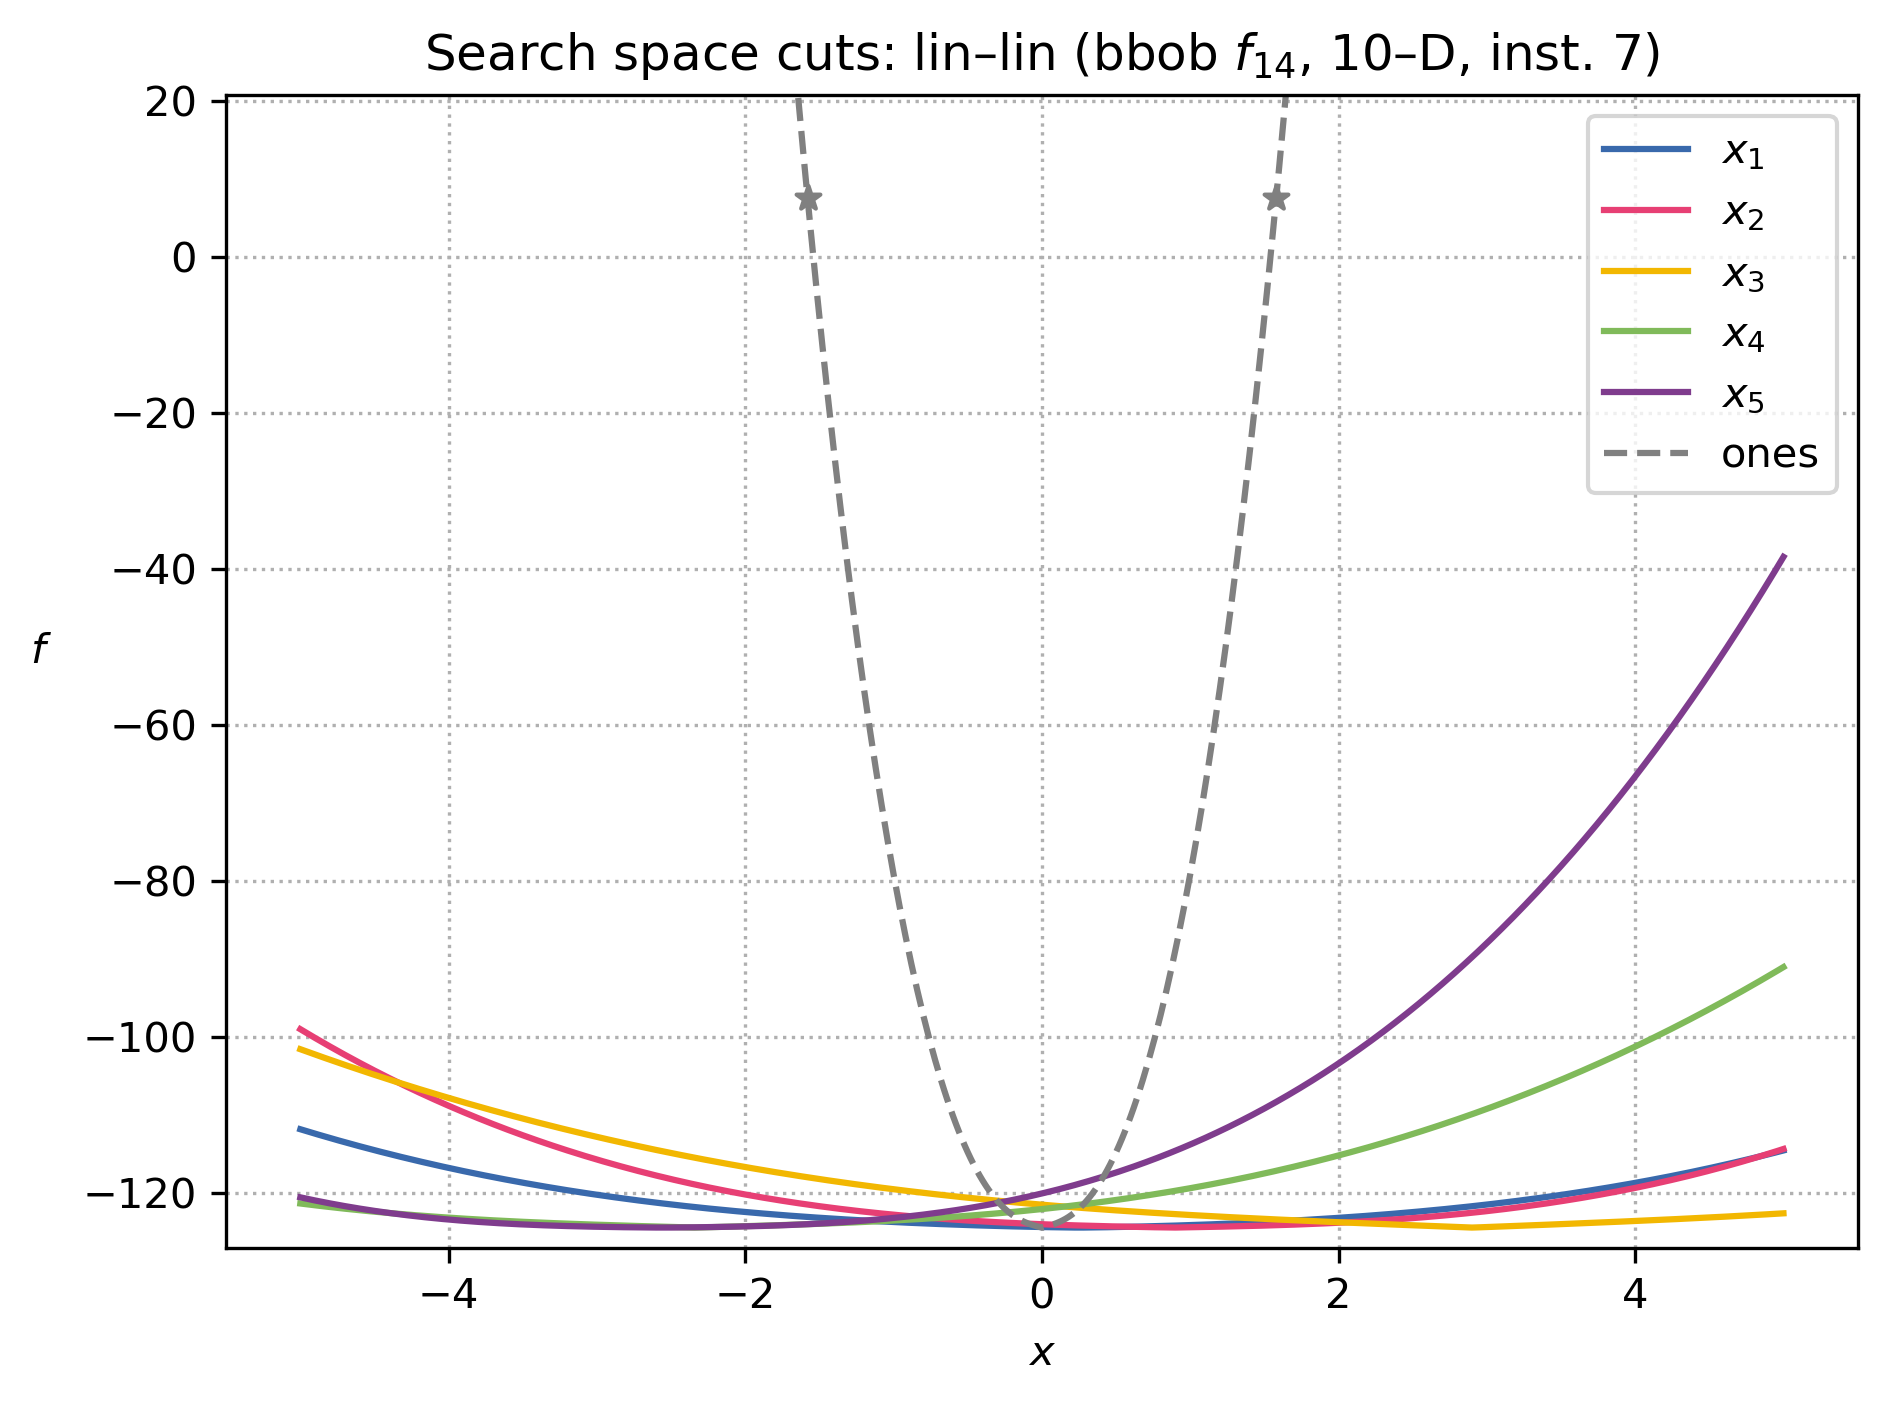 Search space cuts: lin–lin (bbob f₁₄, 10–D, inst. 7)
20
0
−20
−40
−60
−80
−100
−120
f
−4
−2
0
2
4
x
x₁
x₂
x₃
x₄
x₅
ones